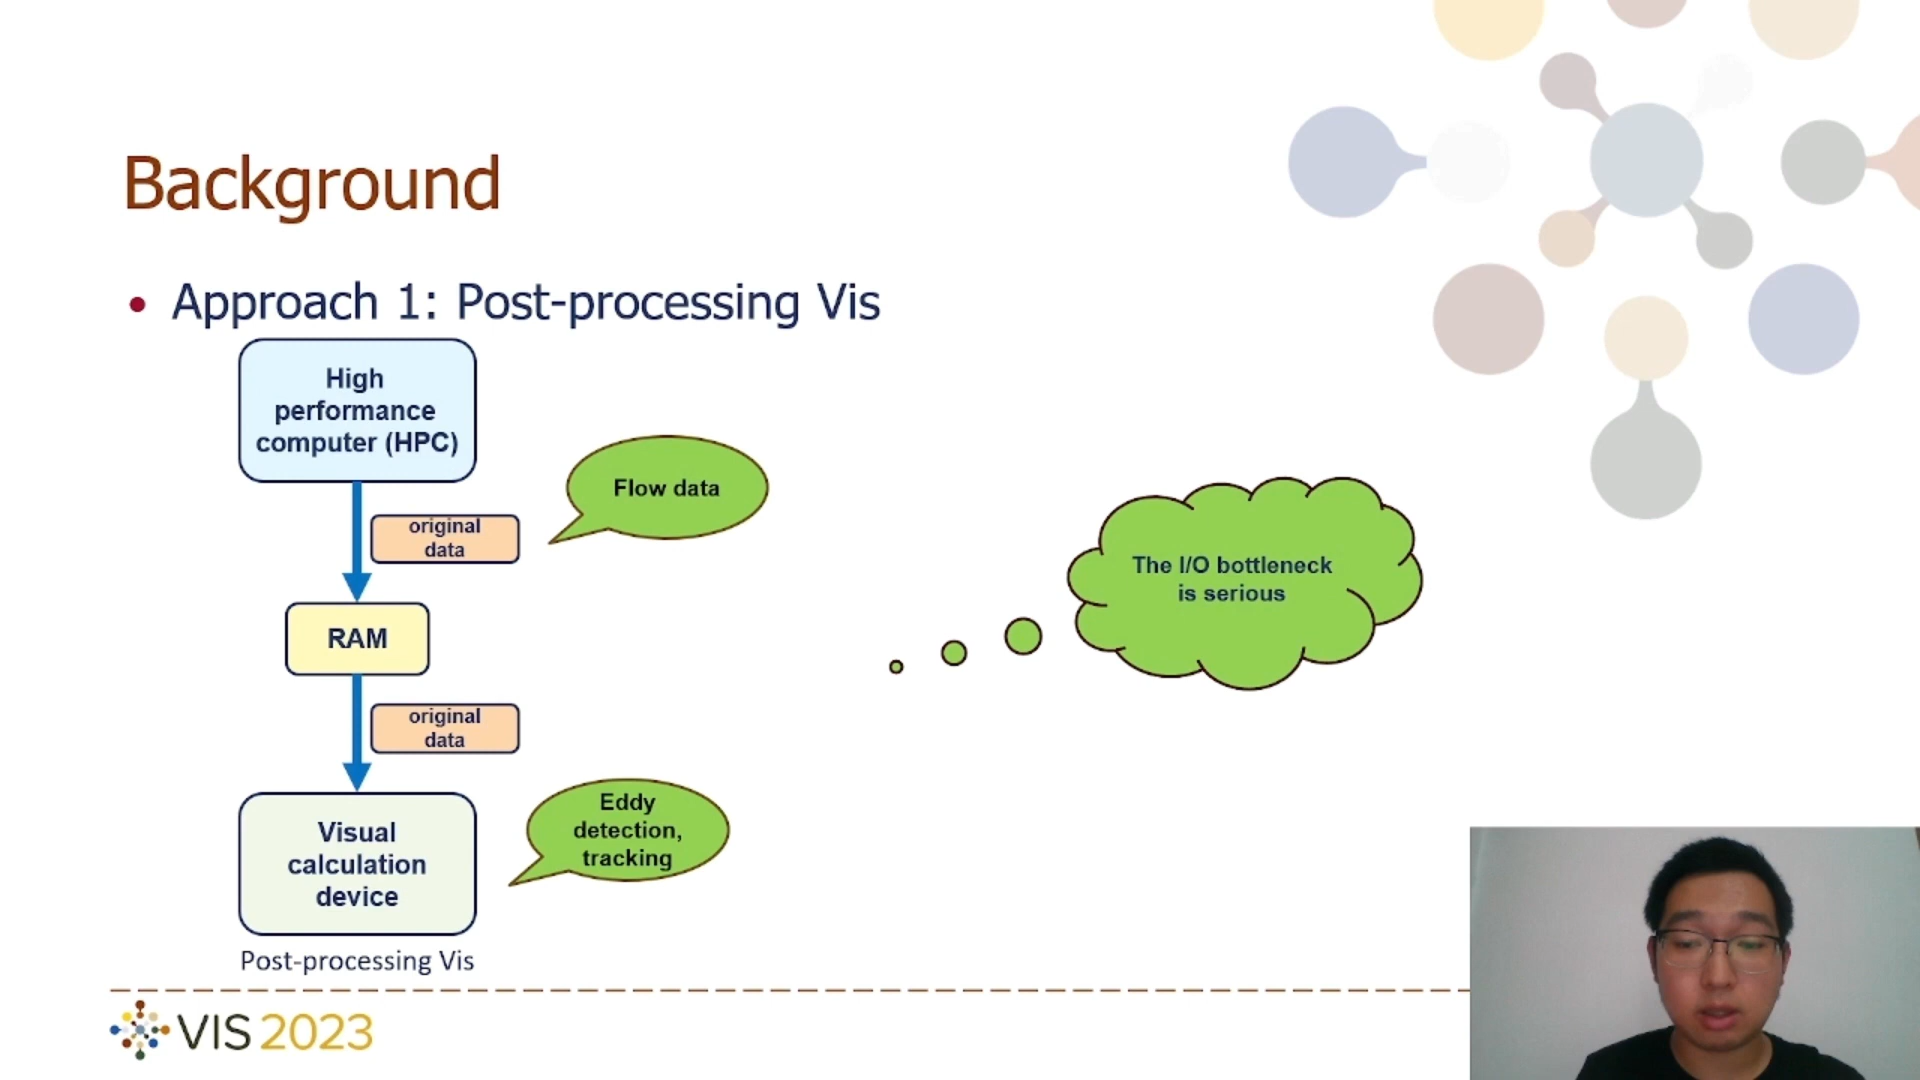 Background
• Approach 1: Post-processing Vis
High
performance
computer (HPC)
Flow data
original
data
The I/O bottleneck
is serious
RAM
original
data
Eddy
detection,
tracking
Visual
calculation
device
Post-processing Vis
VIS 2023